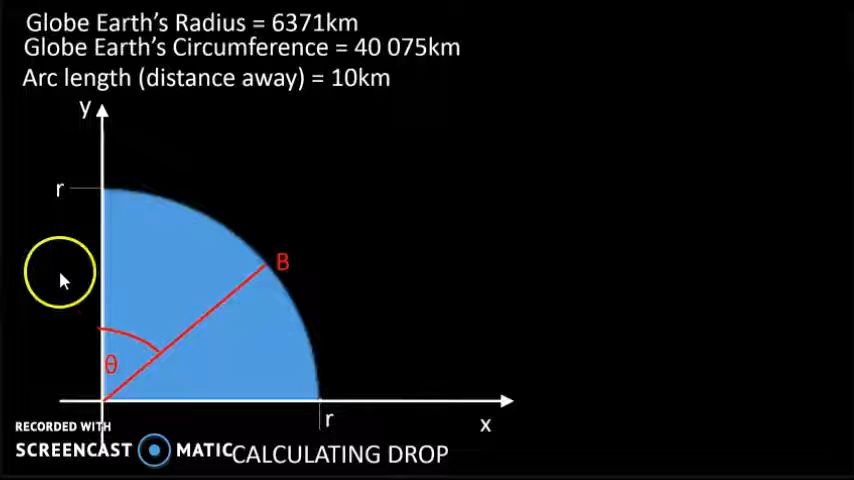 Globe Earth's Radius = 6371km
Globe Earth's Circumference = 40 075km
Arc length (distance away) = 10km
y
r
B
θ
r
x
RECORDED WITH
SCREENCAST MATIC
CALCULATING DROP